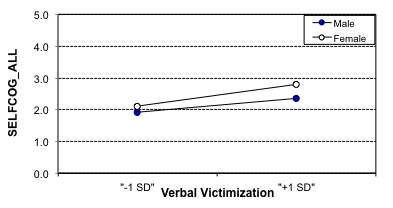 5.0
4.0
3.0
2.0
1.0
0.0
SELFCOG_ALL
Male
Female
"-1 SD"
"+1 SD"
Verbal Victimization